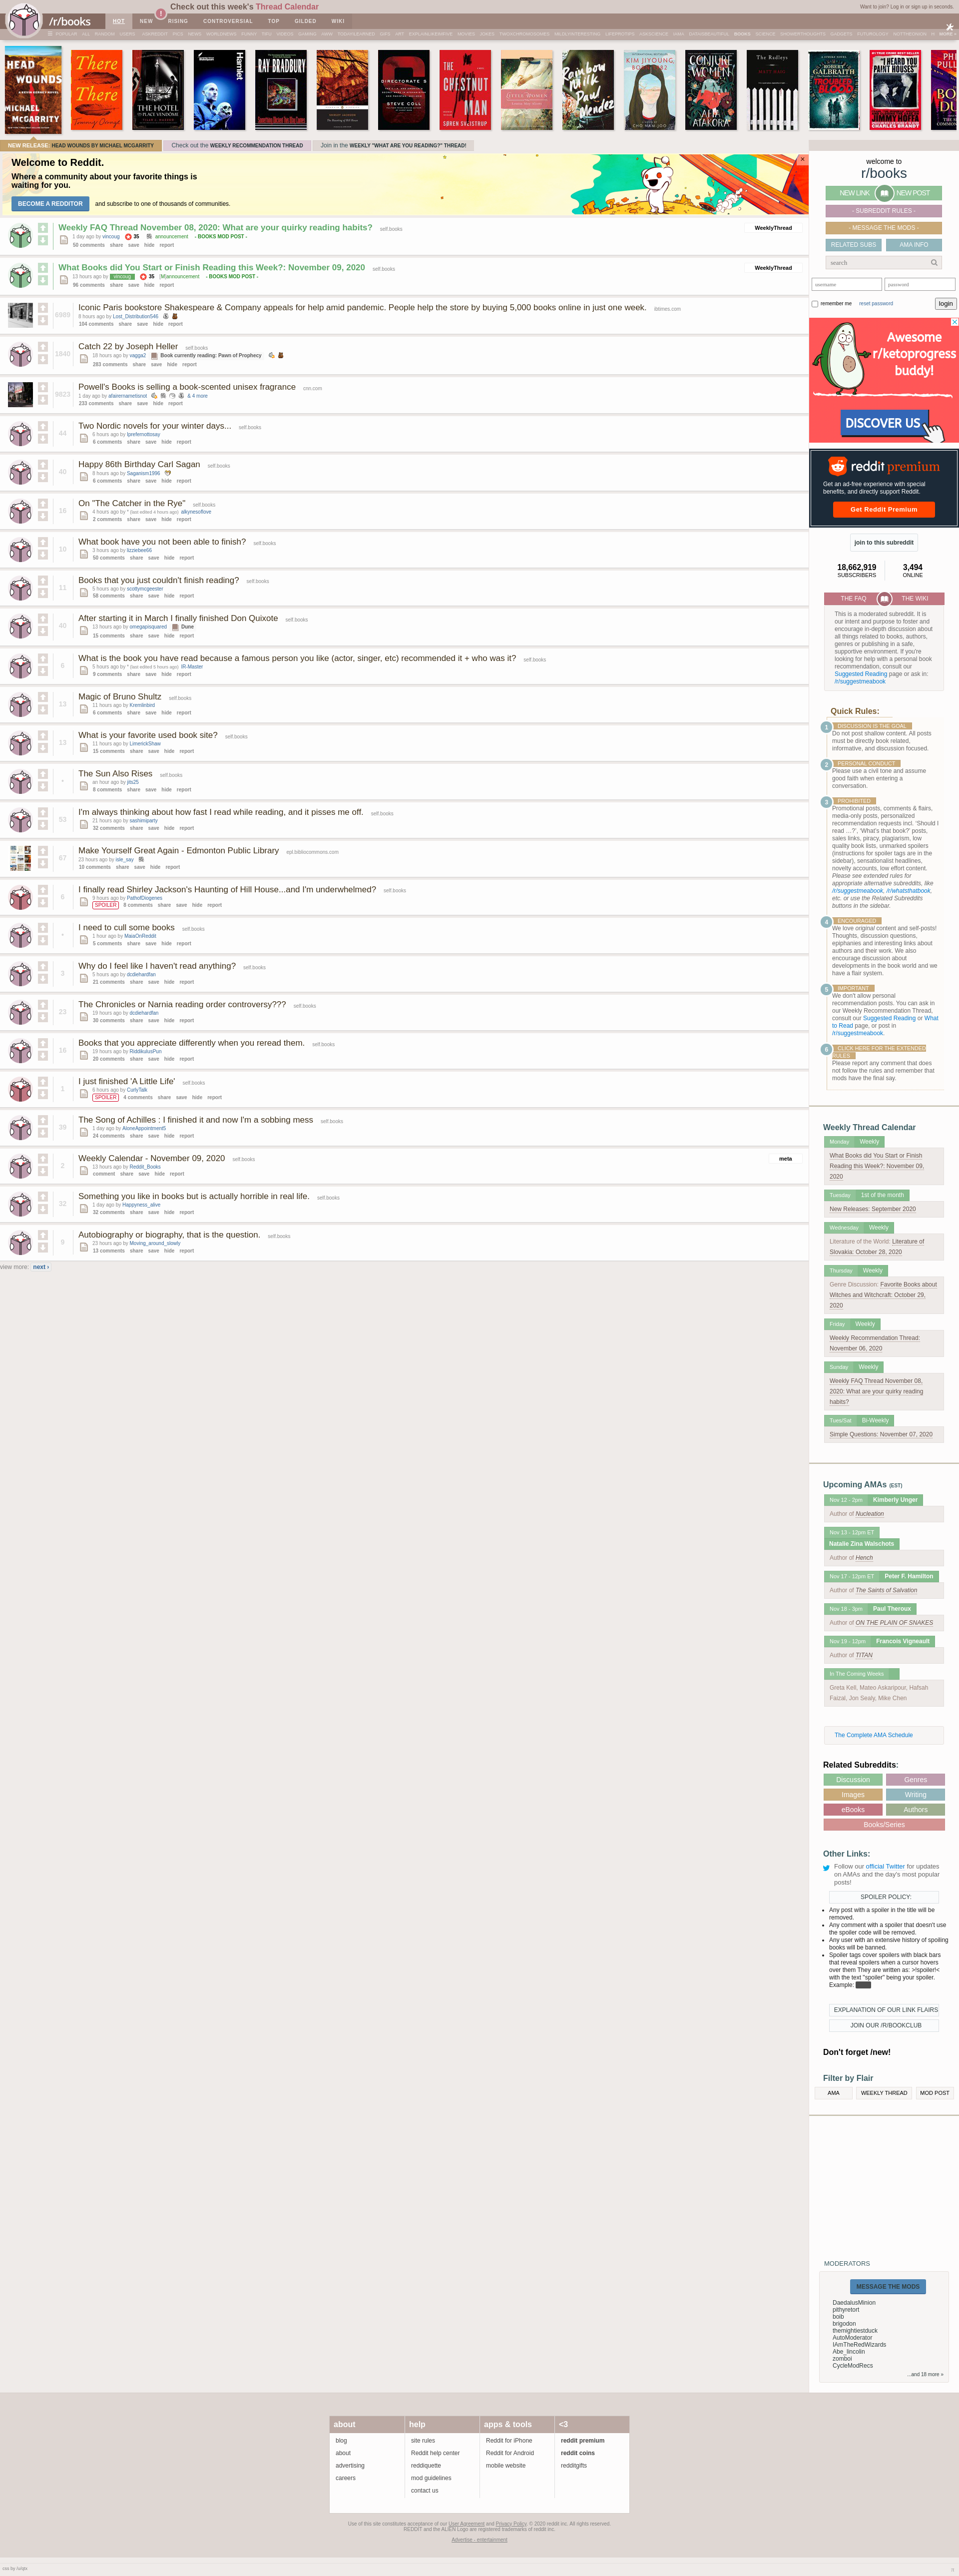 Check out this week's Thread Calendar
Want to join? Log in or sign up in seconds.
/r/books
HOT NEW RISING CONTROVERSIAL TOP GILDED WIKI
HEAD WOUNDS
MICHAEL McGARRITY
There There
Tommy Orange
THE HOTEL
Hamlet
RAY BRADBURY
DIRECTORATE S
STEVE COLL
THE CHESTNUT MAN
SØREN SVEISTRUP
Rainbow Milk Paul Mendez
KIM JIYOUNG
CONJURE WOMEN
AFIA ATAKORA
The Radleys
ROBERT GALBRAITH
"I HEARD YOU PAINT HOUSES"
CHARLES BRANDT
NEW RELEASE: HEAD WOUNDS BY MICHAEL MCGARRITY
Check out the WEEKLY RECOMMENDATION THREAD
Join in the WEEKLY "WHAT ARE YOU READING?" THREAD!
Welcome to Reddit.
Where a community about your favorite things is
waiting for you.
BECOME A REDDITOR and subscribe to one of thousands of communities.
Weekly FAQ Thread November 08, 2020: What are your quirky reading habits? self.books
WeeklyThread
1 day ago by vincoug 35 announcement - BOOKS MOD POST -
50 comments share save hide report
What Books did You Start or Finish Reading this Week?: November 09, 2020 self.books
WeeklyThread
13 hours ago by vincoug 35 [M]announcement - BOOKS MOD POST -
96 comments share save hide report
Iconic Paris bookstore Shakespeare & Company appeals for help amid pandemic. People help the store by buying 5,000 books online in just one week. ibtimes.com
8 hours ago by Lost_Distribution546
104 comments share save hide report
Catch 22 by Joseph Heller self.books
1840
16 hours ago by vagga2 Book currently reading: Pawn of Prophecy
283 comments share save hide report
Powell's Books is selling a book-scented unisex fragrance cnn.com
9623
1 day ago by afairernametisnot & 4 more
233 comments share save hide report
Two Nordic novels for your winter days... self.books
44
6 hours ago by Ipreferrottosay
6 comments share save hide report
Happy 86th Birthday Carl Sagan self.books
40
8 hours ago by Saganism1996
6 comments share save hide report
On "The Catcher in the Rye" self.books
16
4 hours ago by * (last edited 4 hours ago) alkynesoflove
2 comments share save hide report
What book have you not been able to finish? self.books
10
3 hours ago by lizziebee66
50 comments share save hide report
Books that you just couldn't finish reading? self.books
11
5 hours ago by scottymcgeester
58 comments share save hide report
After starting it in March I finally finished Don Quixote self.books
40
13 hours ago by omegapisquared Dune
15 comments share save hide report
What is the book you have read because a famous person you like (actor, singer, etc) recommended it + who was it? self.books
6
5 hours ago by * (last edited 5 hours ago) IR-Master
9 comments share save hide report
Magic of Bruno Shultz self.books
13
11 hours ago by Kremlinbird
6 comments share save hide report
What is your favorite used book site? self.books
13
11 hours ago by LimerickShaw
15 comments share save hide report
The Sun Also Rises self.books
•
an hour ago by jits25
8 comments share save hide report
I'm always thinking about how fast I read while reading, and it pisses me off. self.books
53
21 hours ago by sashimiparty
32 comments share save hide report
Make Yourself Great Again - Edmonton Public Library epl.bibliocommons.com
67
23 hours ago by isle_say
10 comments share save hide report
I finally read Shirley Jackson's Haunting of Hill House...and I'm underwhelmed? self.books
6
9 hours ago by PathofDiogenes
SPOILER 8 comments share save hide report
I need to cull some books self.books
•
1 hour ago by MaiaOnReddit
5 comments share save hide report
Why do I feel like I haven't read anything? self.books
3
5 hours ago by dcdiehardfan
21 comments share save hide report
The Chronicles or Narnia reading order controversy??? self.books
23
19 hours ago by dcdiehardfan
30 comments share save hide report
Books that you appreciate differently when you reread them. self.books
16
19 hours ago by RiddikulusPun
20 comments share save hide report
I just finished 'A Little Life' self.books
1
6 hours ago by CurlyTalk
SPOILER 4 comments share save hide report
The Song of Achilles : I finished it and now I'm a sobbing mess self.books
39
1 day ago by AloneAppointment5
24 comments share save hide report
Weekly Calendar - November 09, 2020 self.books
meta
2
13 hours ago by Reddit_Books
comment share save hide report
Something you like in books but is actually horrible in real life. self.books
32
1 day ago by Happyness_alive
32 comments share save hide report
Autobiography or biography, that is the question. self.books
9
23 hours ago by Moving_around_slowly
13 comments share save hide report
view more: next ›
welcome to
r/books
NEW LINK NEW POST
- SUBREDDIT RULES -
- MESSAGE THE MODS -
RELATED SUBS AMA INFO
search
username password
remember me reset password login
Awesome
r/ketoprogress
buddy!
DISCOVER US
reddit premium
Get an ad-free experience with special
benefits, and directly support Reddit.
Get Reddit Premium
join to this subreddit
18,662,919 3,494
SUBSCRIBERS ONLINE
THE FAQ THE WIKI
This is a moderated subreddit. It is
our intent and purpose to foster and
encourage in-depth discussion about
all things related to books, authors,
genres or publishing in a safe,
supportive environment. If you're
looking for help with a personal book
recommendation, consult our
Suggested Reading page or ask in:
/r/suggestmeabook
Quick Rules:
1 DISCUSSION IS THE GOAL
Do not post shallow content. All posts
must be directly book related,
informative, and discussion focused.
2 PERSONAL CONDUCT
Please use a civil tone and assume
good faith when entering a
conversation.
3 PROHIBITED
Promotional posts, comments & flairs,
media-only posts, personalized
recommendation requests incl. 'Should I
read …?', 'What's that book?' posts,
sales links, piracy, plagiarism, low
quality book lists, unmarked spoilers
(instructions for spoiler tags are in the
sidebar), sensationalist headlines,
novelty accounts, low effort content.
Please see extended rules for
appropriate alternative subreddits, like
/r/suggestmeabook, /r/whatsthatbook,
etc. or use the Related Subreddits
buttons in the sidebar.
4 ENCOURAGED
We love original content and self-posts!
Thoughts, discussion questions,
epiphanies and interesting links about
authors and their work. We also
encourage discussion about
developments in the book world and we
have a flair system.
5 IMPORTANT
We don't allow personal
recommendation posts. You can ask in
our Weekly Recommendation Thread,
consult our Suggested Reading or What
to Read page, or post in
/r/suggestmeabook.
6 CLICK HERE FOR THE EXTENDED
RULES
Please report any comment that does
not follow the rules and remember that
mods have the final say.
Weekly Thread Calendar
Monday Weekly
What Books did You Start or Finish
Reading this Week?: November 09,
2020
Tuesday 1st of the month
New Releases: September 2020
Wednesday Weekly
Literature of the World: Literature of
Slovakia: October 28, 2020
Thursday Weekly
Genre Discussion: Favorite Books about
Witches and Witchcraft: October 29,
2020
Friday Weekly
Weekly Recommendation Thread:
November 06, 2020
Sunday Weekly
Weekly FAQ Thread November 08,
2020: What are your quirky reading
habits?
Tues/Sat Bi-Weekly
Simple Questions: November 07, 2020
Upcoming AMAs (EST)
Nov 12 - 2pm Kimberly Unger
Author of Nucleation
Nov 13 - 12pm ET
Natalie Zina Walschots
Author of Hench
Nov 17 - 12pm ET Peter F. Hamilton
Author of The Saints of Salvation
Nov 18 - 3pm Paul Theroux
Author of ON THE PLAIN OF SNAKES
Nov 19 - 12pm Francois Vigneault
Author of TITAN
In The Coming Weeks
Greta Kell, Mateo Askaripour, Hafsah
Faizal, Jon Sealy, Mike Chen
The Complete AMA Schedule
Related Subreddits:
Discussion Genres
Images Writing
eBooks Authors
Books/Series
Other Links:
Follow our official Twitter for updates
on AMAs and the day's most popular
posts!
SPOILER POLICY:
• Any post with a spoiler in the title will be
removed.
• Any comment with a spoiler that doesn't use
the spoiler code will be removed.
• Any user with an extensive history of spoiling
books will be banned.
• Spoiler tags cover spoilers with black bars
that reveal spoilers when a cursor hovers
over them They are written as: >!spoiler!<
with the text "spoiler" being your spoiler.
Example:
EXPLANATION OF OUR LINK FLAIRS
JOIN OUR /R/BOOKCLUB
Don't forget /new!
Filter by Flair
AMA WEEKLY THREAD MOD POST
MODERATORS
MESSAGE THE MODS
DaedalusMinion
pithyretort
boib
brigodon
thernightiestduck
AutoModerator
IAmTheRedWizards
Abe_lincolin
zomboi
CycleModRecs
...and 18 more »
about help apps & tools <3
blog site rules Reddit for iPhone reddit premium
about Reddit help center Reddit for Android reddit coins
advertising reddiquette mobile website redditgifts
careers mod guidelines
contact us
Use of this site constitutes acceptance of our User Agreement and Privacy Policy. © 2020 reddit inc. All rights reserved.
REDDIT and the ALIEN Logo are registered trademarks of reddit inc.
Advertise - entertainment